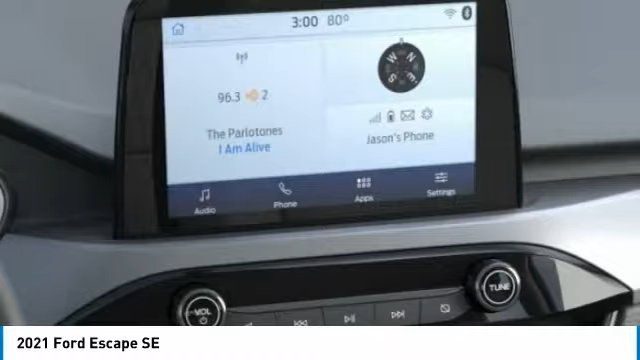 3:00 80°
96.3 2
The Parlotones
I Am Alive
N
E
S
W
Jason's Phone
Audio
Phone
Apps
Settings
VOL
TUNE
2021 Ford Escape SE